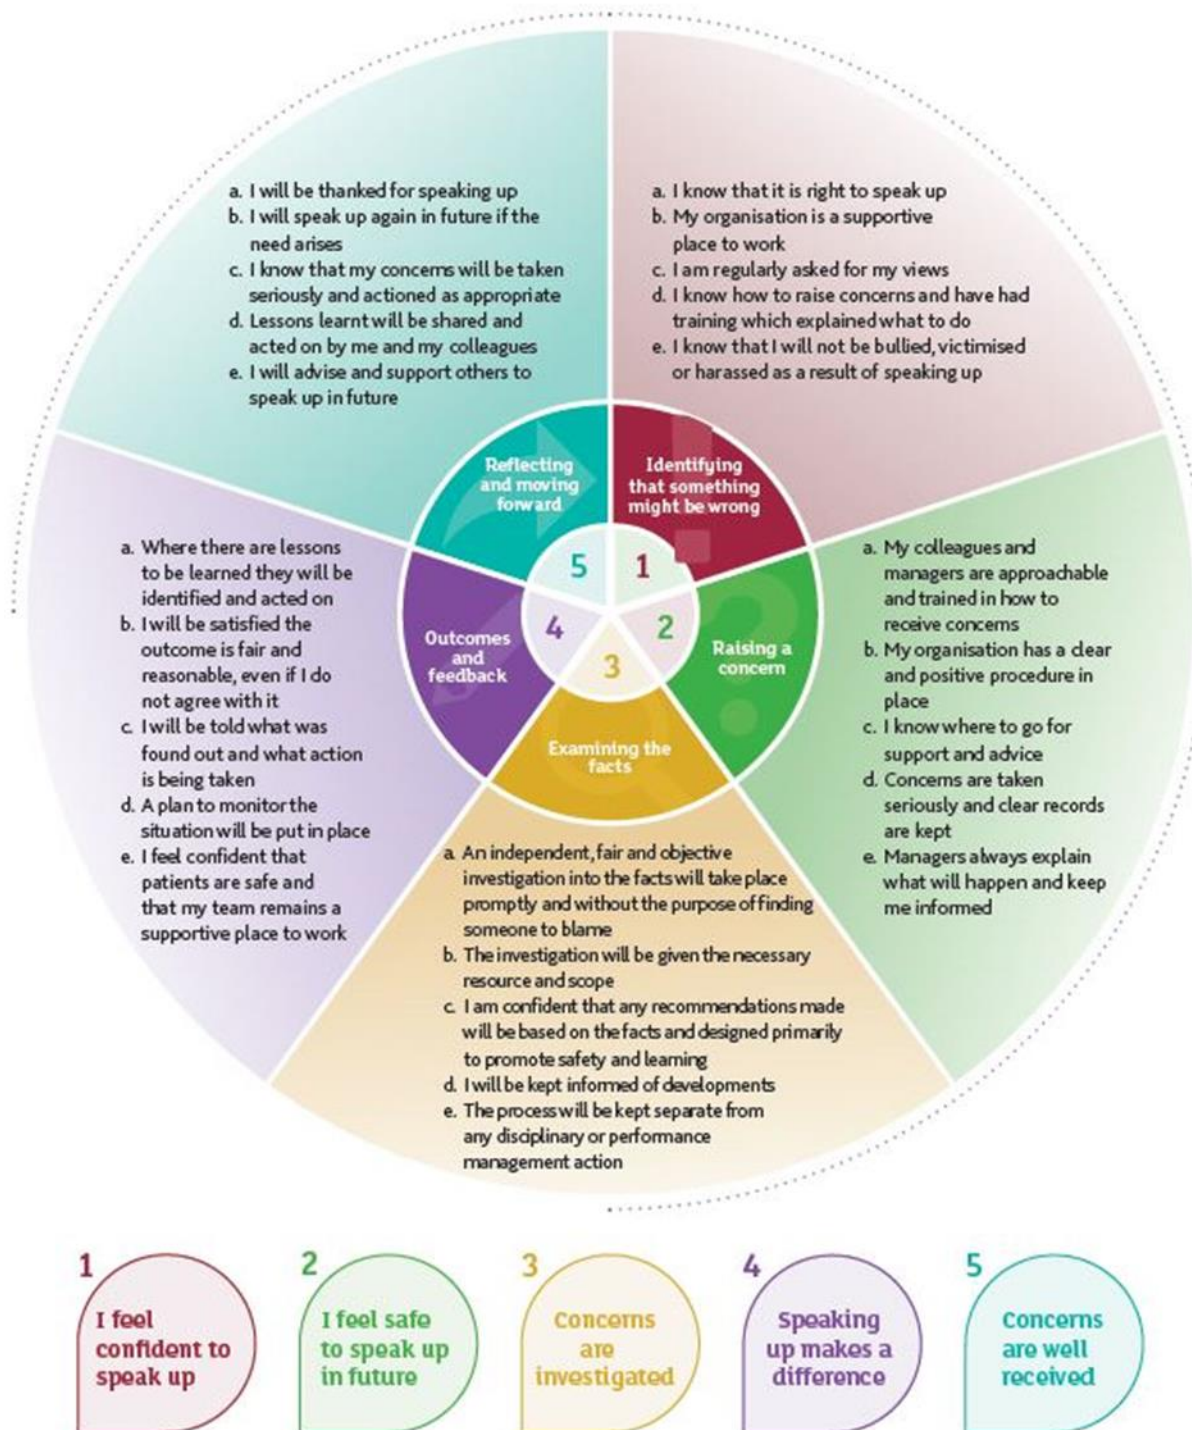 a. I will be thanked for speaking up
b. I will speak up again in future if the
need arises
c. I know that my concerns will be taken
seriously and actioned as appropriate
d. Lessons learnt will be shared and
acted on by me and my colleagues
e. I will advise and support others to
speak up in future
a. I know that it is right to speak up
b. My organisation is a supportive
place to work
c. I am regularly asked for my views
d. I know how to raise concerns and have had
training which explained what to do
e. I know that I will not be bullied, victimised
or harassed as a result of speaking up
Reflecting
and moving
forward
Identifying
that something
might be wrong
5
1
4
2
3
Outcomes
and
feedback
Raising a
concern
Examining the
facts
a. Where there are lessons
to be learned they will be
identified and acted on
b. I will be satisfied the
outcome is fair and
reasonable, even if I do
not agree with it
c. I will be told what was
found out and what action
is being taken
d. A plan to monitor the
situation will be put in place
e. I feel confident that
patients are safe and
that my team remains a
supportive place to work
a. My colleagues and
managers are approachable
and trained in how to
receive concerns
b. My organisation has a clear
and positive procedure in
place
c. I know where to go for
support and advice
d. Concerns are taken
seriously and clear records
are kept
e. Managers always explain
what will happen and keep
me informed
a. An independent, fair and objective
investigation into the facts will take place
promptly and without the purpose of finding
someone to blame
b. The investigation will be given the necessary
resource and scope
c. I am confident that any recommendations made
will be based on the facts and designed primarily
to promote safety and learning
d. I will be kept informed of developments
e. The process will be kept separate from
any disciplinary or performance
management action
1
I feel
confident to
speak up
2
I feel safe
to speak up
in future
3
Concerns
are
investigated
4
Speaking
up makes a
difference
5
Concerns
are well
received